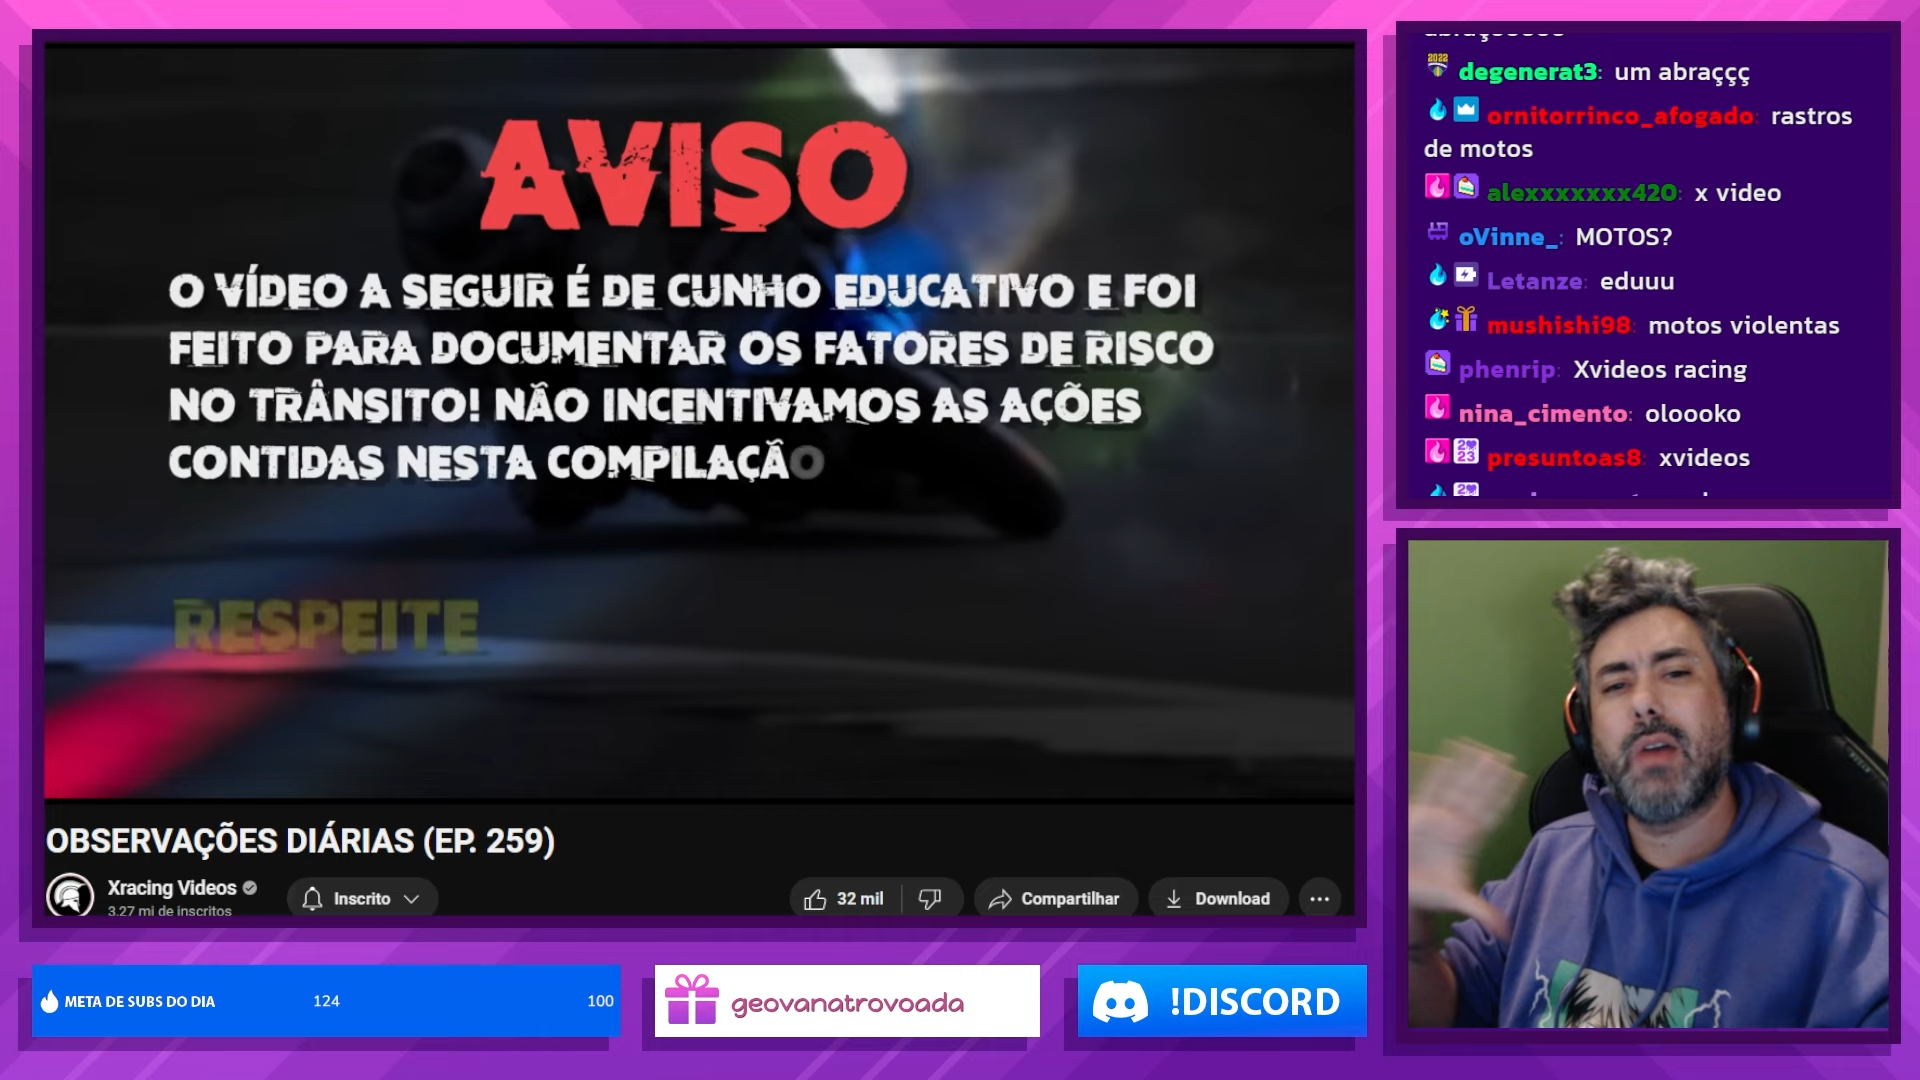 AVISO
O VÍDEO A SEGUIR É DE CUNHO EDUCATIVO E FOI
FEITO PARA DOCUMENTAR OS FATORES DE RISCO
NO TRÂNSITO! NÃO INCENTIVAMOS AS AÇÕES
CONTIDAS NESTA COMPILAÇÃO
RESPEITE
OBSERVAÇÕES DIÁRIAS (EP. 259)
Xracing Videos
3.27 mi de inscritos
Inscrito
32 mil
Compartilhar
Download
META DE SUBS DO DIA 124 100
geovanatrovoada
!DISCORD
degenerat3: um abraççç
ornitorrinco_afogado: rastros
de motos
alexxxxxxx420: x video
oVinne_: MOTOS?
Letanze: eduuu
mushishi98: motos violentas
phenrip: Xvideos racing
nina_cimento: oloooko
presuntoas8: xvideos